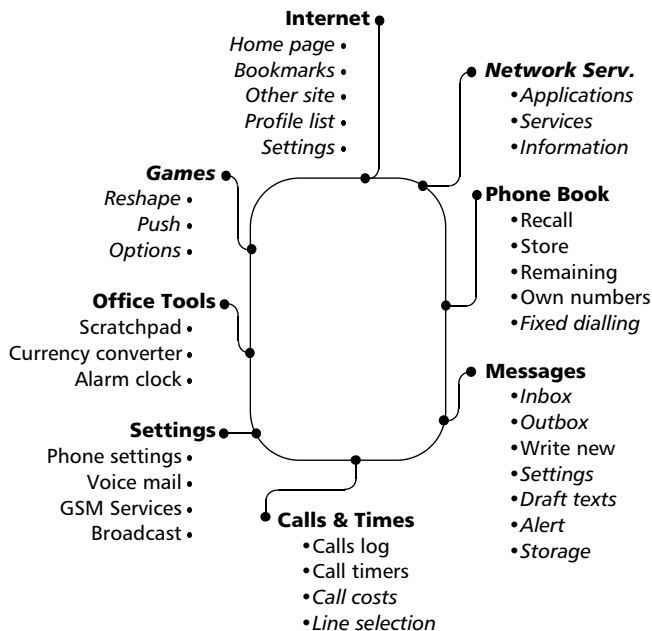 Internet
Home page •
Bookmarks •
Other site •
Profile list •
Settings •
Network Serv.
•Applications
•Services
•Information
Games
Reshape •
Push •
Options •
Phone Book
•Recall
•Store
•Remaining
•Own numbers
•Fixed dialling
Office Tools
Scratchpad •
Currency converter •
Alarm clock •
Messages
•Inbox
•Outbox
•Write new
•Settings
•Draft texts
•Alert
•Storage
Settings
Phone settings •
Voice mail •
GSM Services •
Broadcast •
Calls & Times
•Calls log
•Call timers
•Call costs
•Line selection